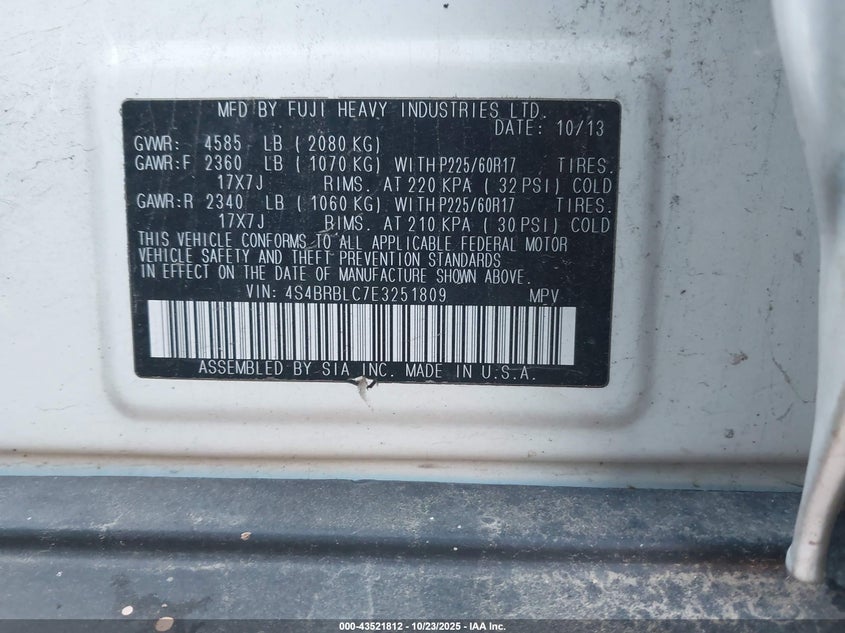 MFD BY FUJI HEAVY INDUSTRIES LTD.
DATE: 10/13
GVWR: 4585 LB ( 2080 KG)
GAWR:F 2360 LB ( 1070 KG) WITH P225/60R17 TIRES.
17X7J RIMS. AT 220 KPA ( 32 PSI) COLD
GAWR:R 2340 LB ( 1060 KG) WITH P225/60R17 TIRES.
17X7J RIMS. AT 210 KPA ( 30 PSI) COLD
THIS VEHICLE CONFORMS TO ALL APPLICABLE FEDERAL MOTOR
VEHICLE SAFETY AND THEFT PREVENTION STANDARDS
IN EFFECT ON THE DATE OF MANUFACTURE SHOWN ABOVE.
VIN: 4S4BRBLC7E3251809 MPV
ASSEMBLED BY SIA INC. MADE IN U.S.A.
000-43521812 - 10/23/2025 - IAA Inc.